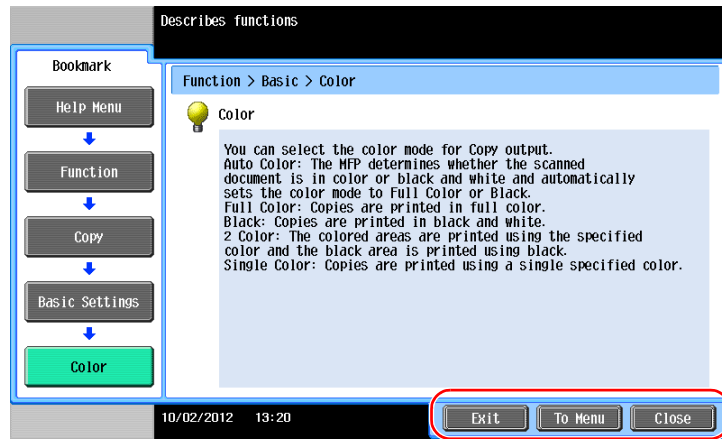 Describes functions
Bookmark
Help Menu
Function
Copy
Basic Settings
Color
Function > Basic > Color
Color
You can select the color mode for Copy output.
Auto Color: The MFP determines whether the scanned
document is in color or black and white and automatically
sets the color mode to Full Color or Black.
Full Color: Copies are printed in full color.
Black: Copies are printed in black and white.
2 Color: The colored areas are printed using the specified
color and the black area is printed using black.
Single Color: Copies are printed using a single specified color.
10/02/2012 13:20
Exit
To Menu
Close